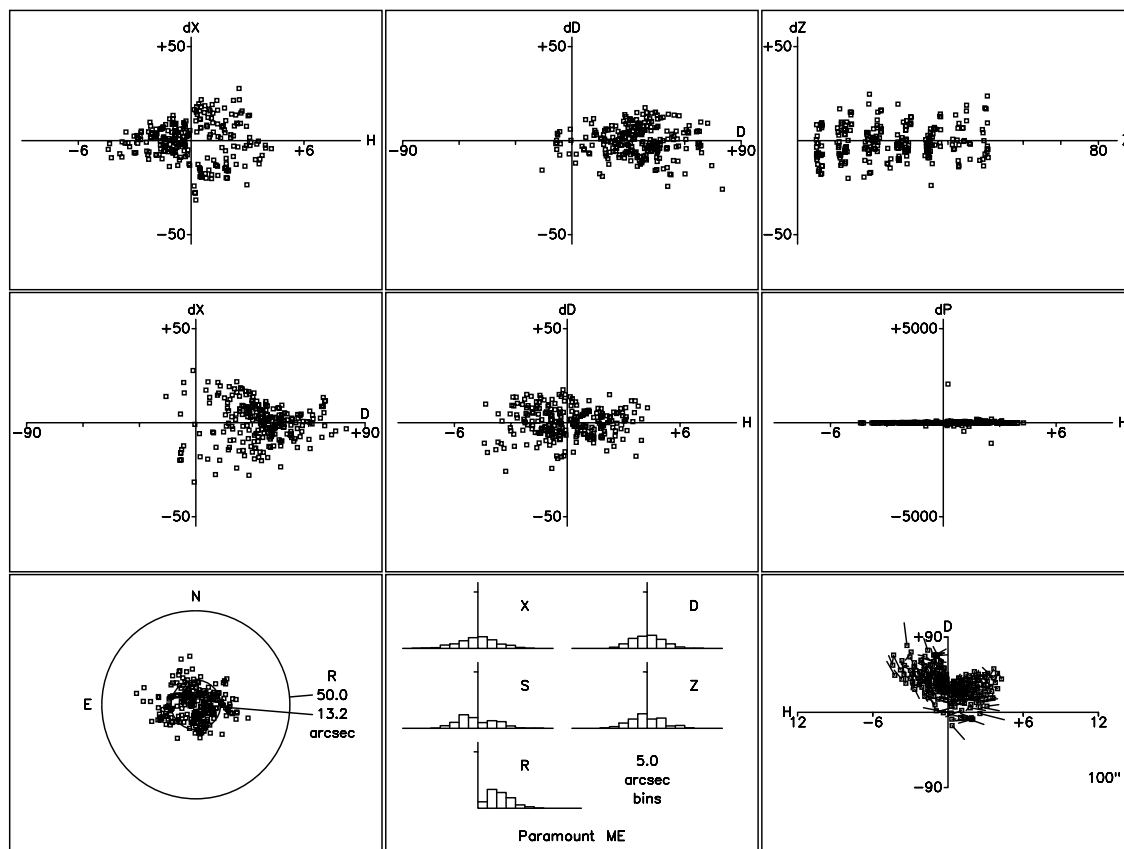 dX
+50
H
-6
+6
-50
dD
+50
D
-90
+90
-50
dZ
+50
80
-50
dX
+50
D
-90
+90
-50
dD
+50
H
-6
+6
-50
dP
+5000
H
-6
+6
-5000
N
E
R
50.0
13.2
arcsec
X
D
S
Z
R
5.0
arcsec
bins
Paramount ME
D
+90
H
12
-6
+6
12
-90
100"